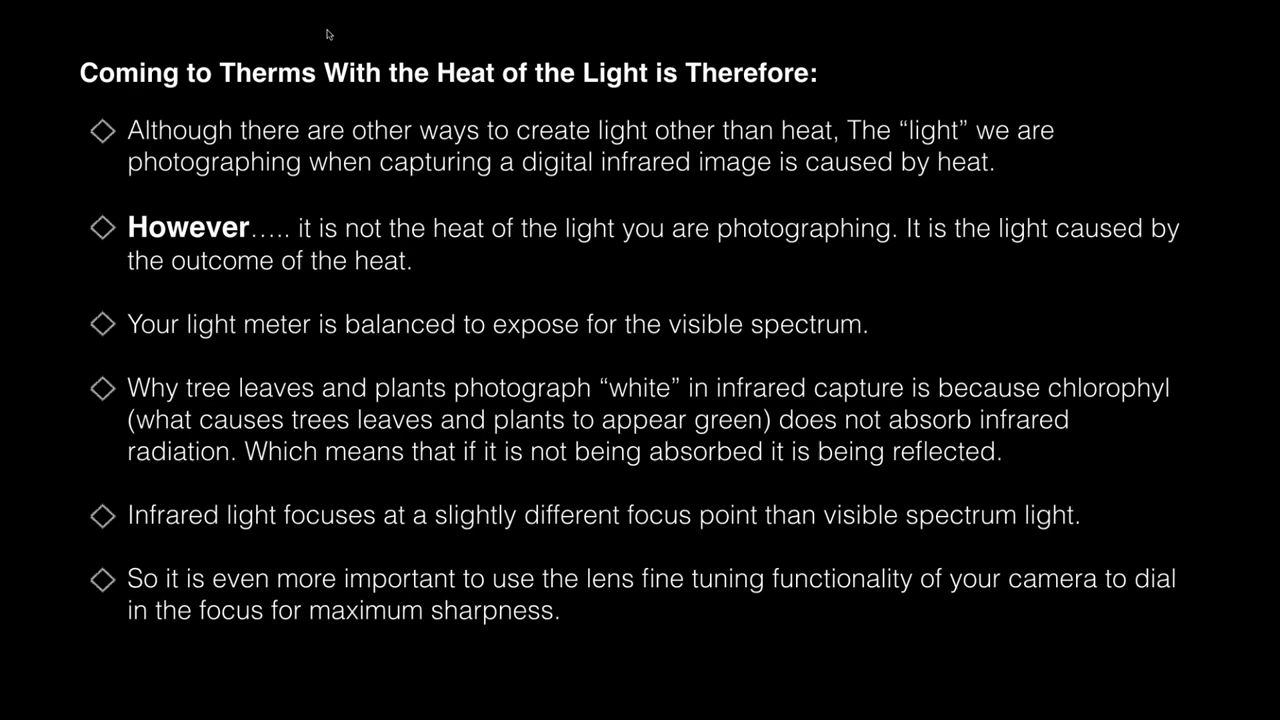 Coming to Therms With the Heat of the Light is Therefore:
Although there are other ways to create light other than heat, The “light” we are
photographing when capturing a digital infrared image is caused by heat.
However….. it is not the heat of the light you are photographing. It is the light caused by
the outcome of the heat.
Your light meter is balanced to expose for the visible spectrum.
Why tree leaves and plants photograph “white” in infrared capture is because chlorophyl
(what causes trees leaves and plants to appear green) does not absorb infrared
radiation. Which means that if it is not being absorbed it is being reflected.
Infrared light focuses at a slightly different focus point than visible spectrum light.
So it is even more important to use the lens fine tuning functionality of your camera to dial
in the focus for maximum sharpness.